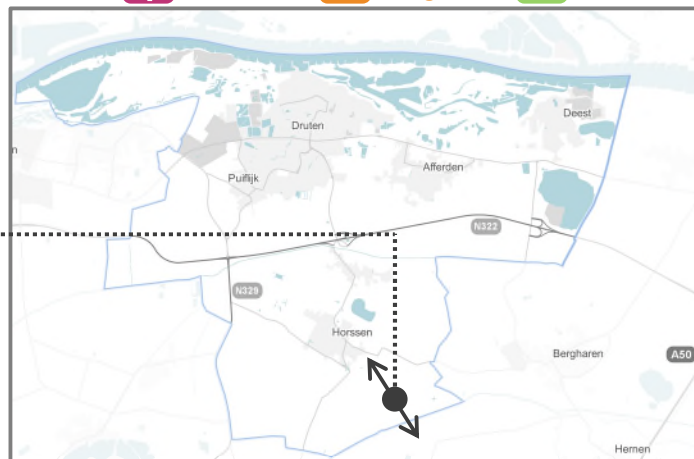 Druten
Deest
n
Afferden
Puiflijk
N322
N329
Horssen
Bergharen
A50
Hernen